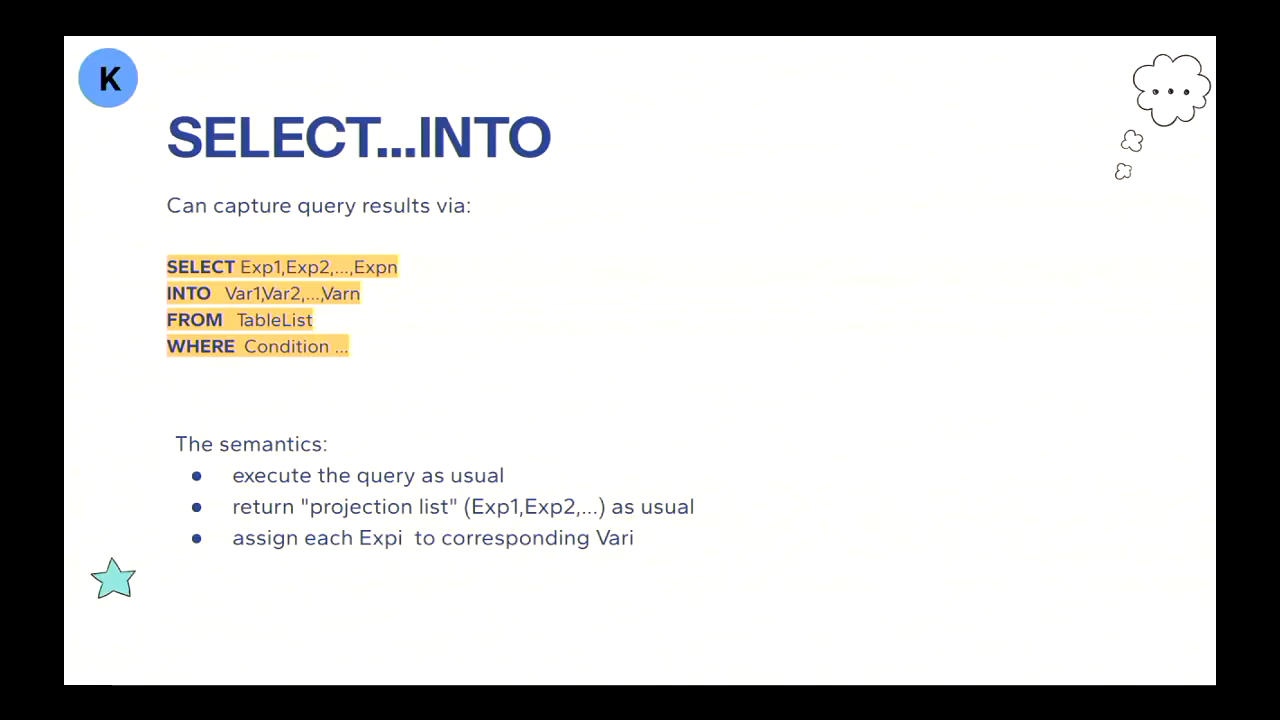 K
SELECT...INTO
Can capture query results via:
SELECT Exp1,Exp2,...,Expn
INTO Var1,Var2,...,Varn
FROM TableList
WHERE Condition ...
The semantics:
● execute the query as usual
● return "projection list" (Exp1,Exp2,...) as usual
● assign each Expi to corresponding Vari